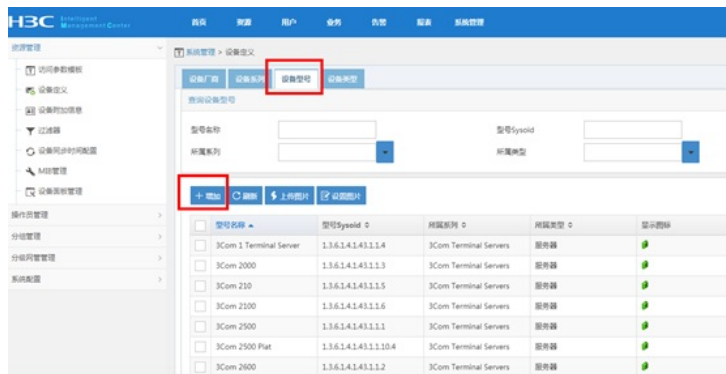 H3C Intelligent Management Center
首页 资源 用户 业务 告警 报表 系统管理
资源管理
访问参数模板
设备定义
设备附加信息
过滤器
设备同步时间配置
MIB管理
设备面板管理
操作员管理
分组管理
分级网管管理
系统配置
系统管理 > 设备定义
设备厂商 设备系列 设备型号 设备类型
查询设备型号
型号名称 型号Sysoid
所属系列 所属类型
增加 刷新 上传图片 设置图片
型号名称 型号Sysoid 所属系列 所属类型 显示图标
3Com 1 Terminal Server 1.3.6.1.4.1.43.1.1.4 3Com Terminal Servers 服务器
3Com 2000 1.3.6.1.4.1.43.1.1.3 3Com Terminal Servers 服务器
3Com 210 1.3.6.1.4.1.43.1.1.5 3Com Terminal Servers 服务器
3Com 2100 1.3.6.1.4.1.43.1.1.6 3Com Terminal Servers 服务器
3Com 2500 1.3.6.1.4.1.43.1.1.1 3Com Terminal Servers 服务器
3Com 2500 Plat 1.3.6.1.4.1.43.1.1.10.4 3Com Terminal Servers 服务器
3Com 2600 1.3.6.1.4.1.43.1.1.2 3Com Terminal Servers 服务器